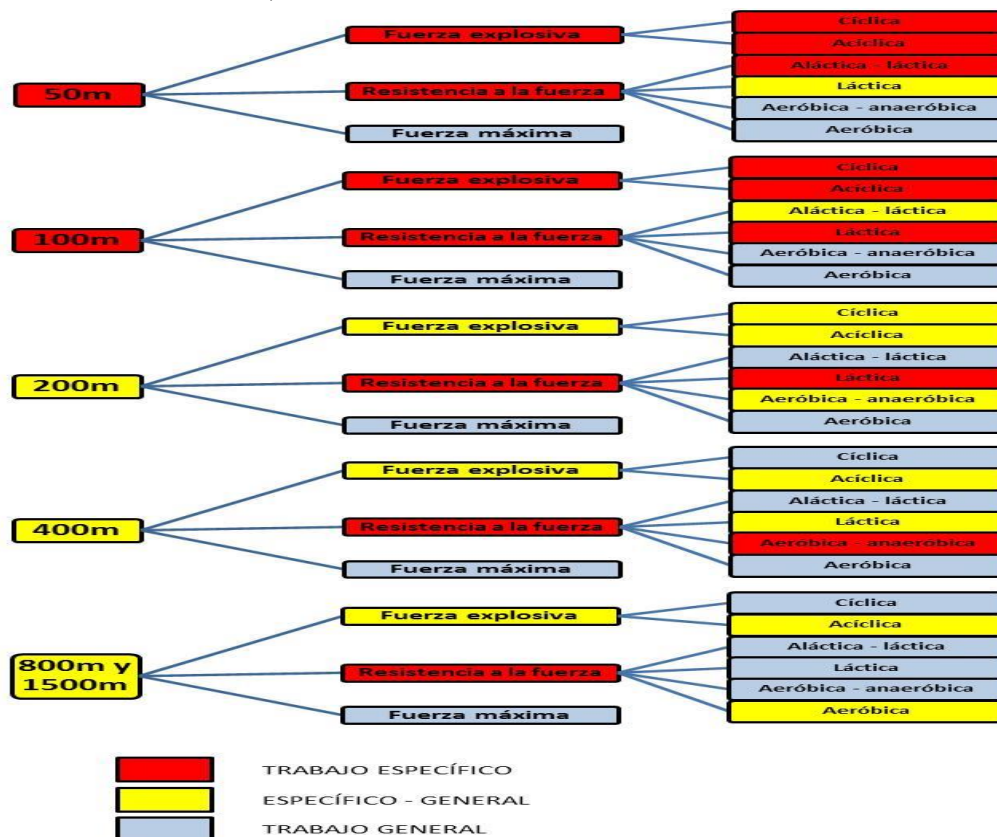 50m
Fuerza explosiva
Cíclica
Acíclica
Resistencia a la fuerza
Aláctica - láctica
Láctica
Aeróbica - anaeróbica
Aeróbica
Fuerza máxima
100m
Fuerza explosiva
Cíclica
Acíclica
Resistencia a la fuerza
Aláctica - láctica
Láctica
Aeróbica - anaeróbica
Aeróbica
Fuerza máxima
200m
Fuerza explosiva
Cíclica
Acíclica
Resistencia a la fuerza
Aláctica - láctica
Láctica
Aeróbica - anaeróbica
Aeróbica
Fuerza máxima
400m
Fuerza explosiva
Cíclica
Acíclica
Resistencia a la fuerza
Aláctica - láctica
Láctica
Aeróbica - anaeróbica
Aeróbica
Fuerza máxima
800m y
1500m
Fuerza explosiva
Cíclica
Acíclica
Resistencia a la fuerza
Aláctica - láctica
Láctica
Aeróbica - anaeróbica
Aeróbica
Fuerza máxima
TRABAJO ESPECÍFICO
ESPECÍFICO - GENERAL
TRABAJO GENERAL